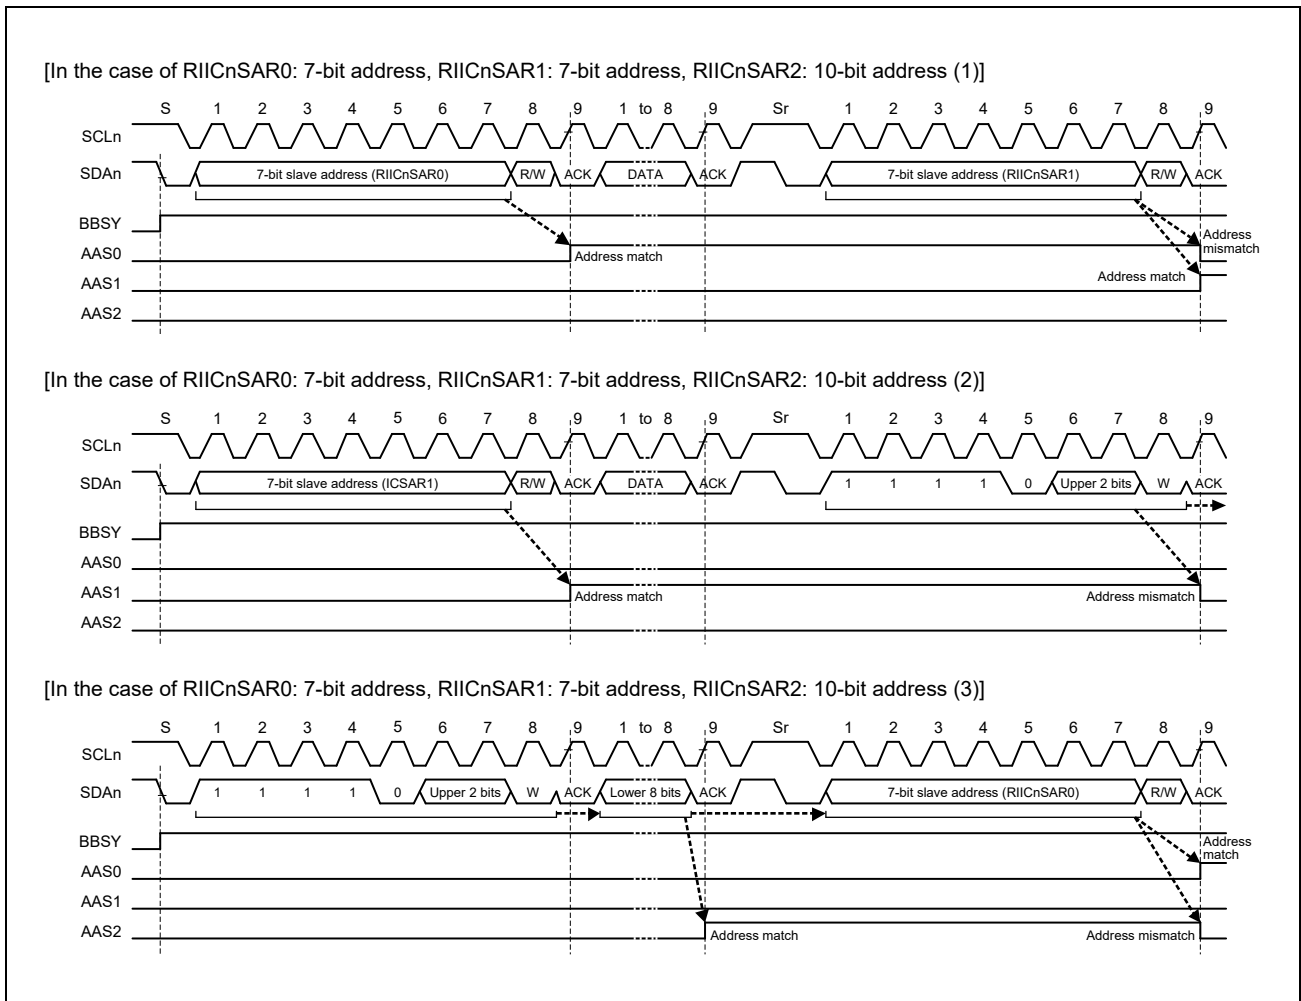 [In the case of RIICnSAR0: 7-bit address, RIICnSAR1: 7-bit address, RIICnSAR2: 10-bit address (1)]
S 1 2 3 4 5 6 7 8 9 1 to 8 9 Sr 1 2 3 4 5 6 7 8 9
SCLn
SDAn 7-bit slave address (RIICnSAR0) R/W ACK DATA ACK 7-bit slave address (RIICnSAR1) R/W ACK
BBSY
Address
mismatch
AAS0 Address match
AAS1 Address match
AAS2
[In the case of RIICnSAR0: 7-bit address, RIICnSAR1: 7-bit address, RIICnSAR2: 10-bit address (2)]
S 1 2 3 4 5 6 7 8 9 1 to 8 9 Sr 1 2 3 4 5 6 7 8 9
SCLn
SDAn 7-bit slave address (ICSAR1) R/W ACK DATA ACK 1 1 1 1 0 Upper 2 bits W ACK
BBSY
AAS0
AAS1 Address match Address mismatch
AAS2
[In the case of RIICnSAR0: 7-bit address, RIICnSAR1: 7-bit address, RIICnSAR2: 10-bit address (3)]
S 1 2 3 4 5 6 7 8 9 1 to 8 9 Sr 1 2 3 4 5 6 7 8 9
SCLn
SDAn 1 1 1 1 0 Upper 2 bits W ACK Lower 8 bits ACK 7-bit slave address (RIICnSAR0) R/W ACK
BBSY Address
match
AAS0
AAS1
AAS2 Address match Address mismatch